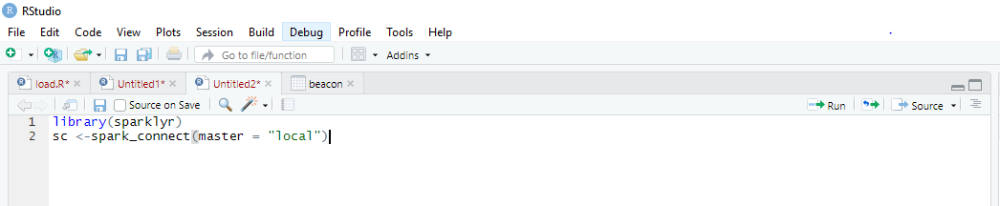 RStudio
File Edit Code View Plots Session Build Debug Profile Tools Help
Go to file/function Addins
load.R* Untitled1* Untitled2* beacon
Source on Save Run Source
1 library(sparklyr)
2 sc <-spark_connect(master = "local")